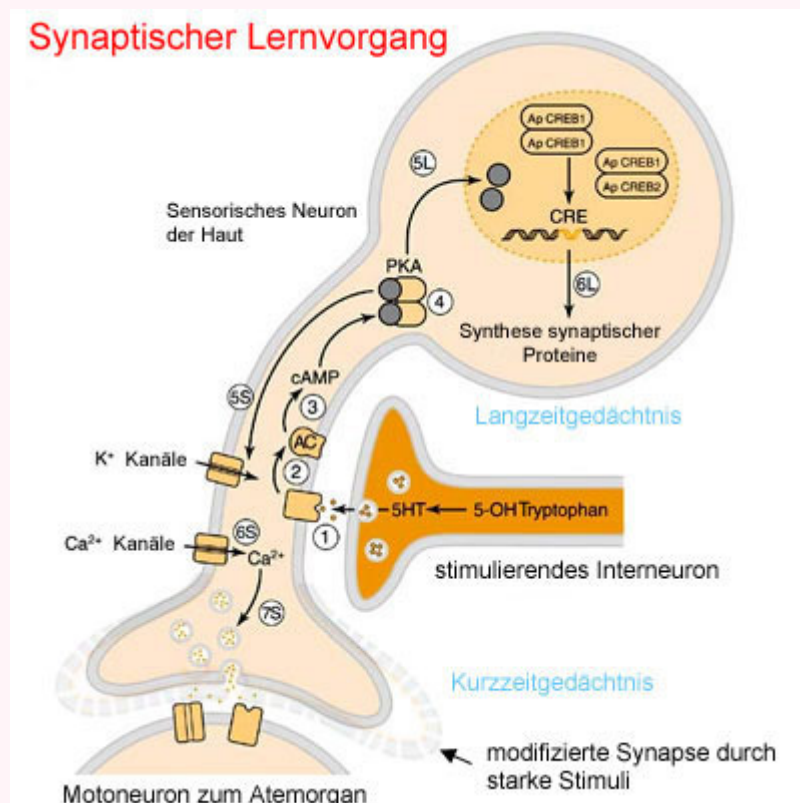 Synaptischer Lernvorgang
Ap CREB1
Ap CREB1
Ap CREB1
Ap CREB2
CRE
5L
Sensorisches Neuron
der Haut
PKA
4
6L
Synthese synaptischer
Proteine
cAMP
5S
3
Langzeitgedächtnis
AC
K⁺ Kanäle
2
5HT
5-OH Tryptophan
1
6S
Ca²⁺ Kanäle
Ca²⁺
stimulierendes Interneuron
7S
Kurzzeitgedächtnis
modifizierte Synapse durch
starke Stimuli
Motoneuron zum Atemorgan